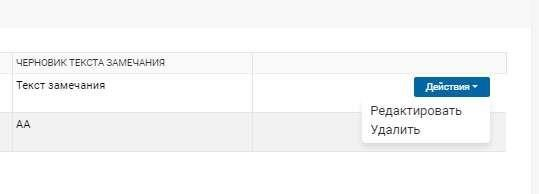 ЧЕРНОВИК ТЕКСТА ЗАМЕЧАНИЯ
Текст замечания
Действия
Редактировать
Удалить
АА